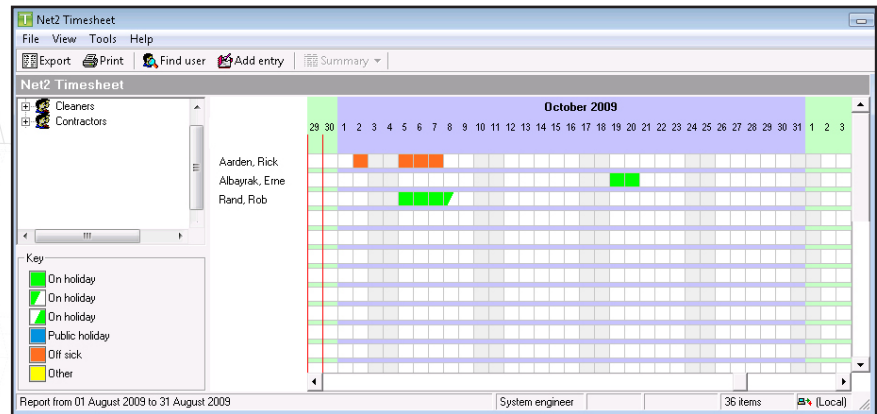 Net2 Timesheet
File View Tools Help
Export Print Find user Add entry Summary
Net2 Timesheet
Cleaners
Contractors
October 2009
29 30 1 2 3 4 5 6 7 8 9 10 11 12 13 14 15 16 17 18 19 20 21 22 23 24 25 26 27 28 29 30 31 1 2 3
Aarden, Rick
Albayrak, Erne
Rand, Rob
Key
On holiday
On holiday
On holiday
Public holiday
Off sick
Other
Report from 01 August 2009 to 31 August 2009 System engineer 36 items (Local)